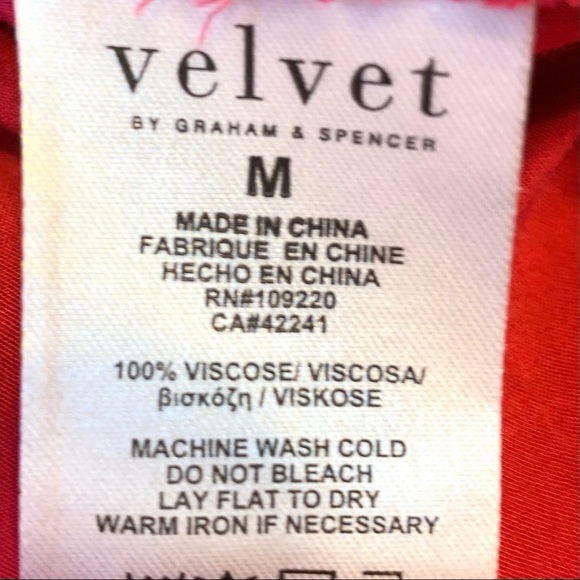 velvet
BY GRAHAM & SPENCER
M
MADE IN CHINA
FABRIQUE EN CHINE
HECHO EN CHINA
RN#109220
CA#42241
100% VISCOSE/ VISCOSA/
βισκόζη / VISKOSE
MACHINE WASH COLD
DO NOT BLEACH
LAY FLAT TO DRY
WARM IRON IF NECESSARY